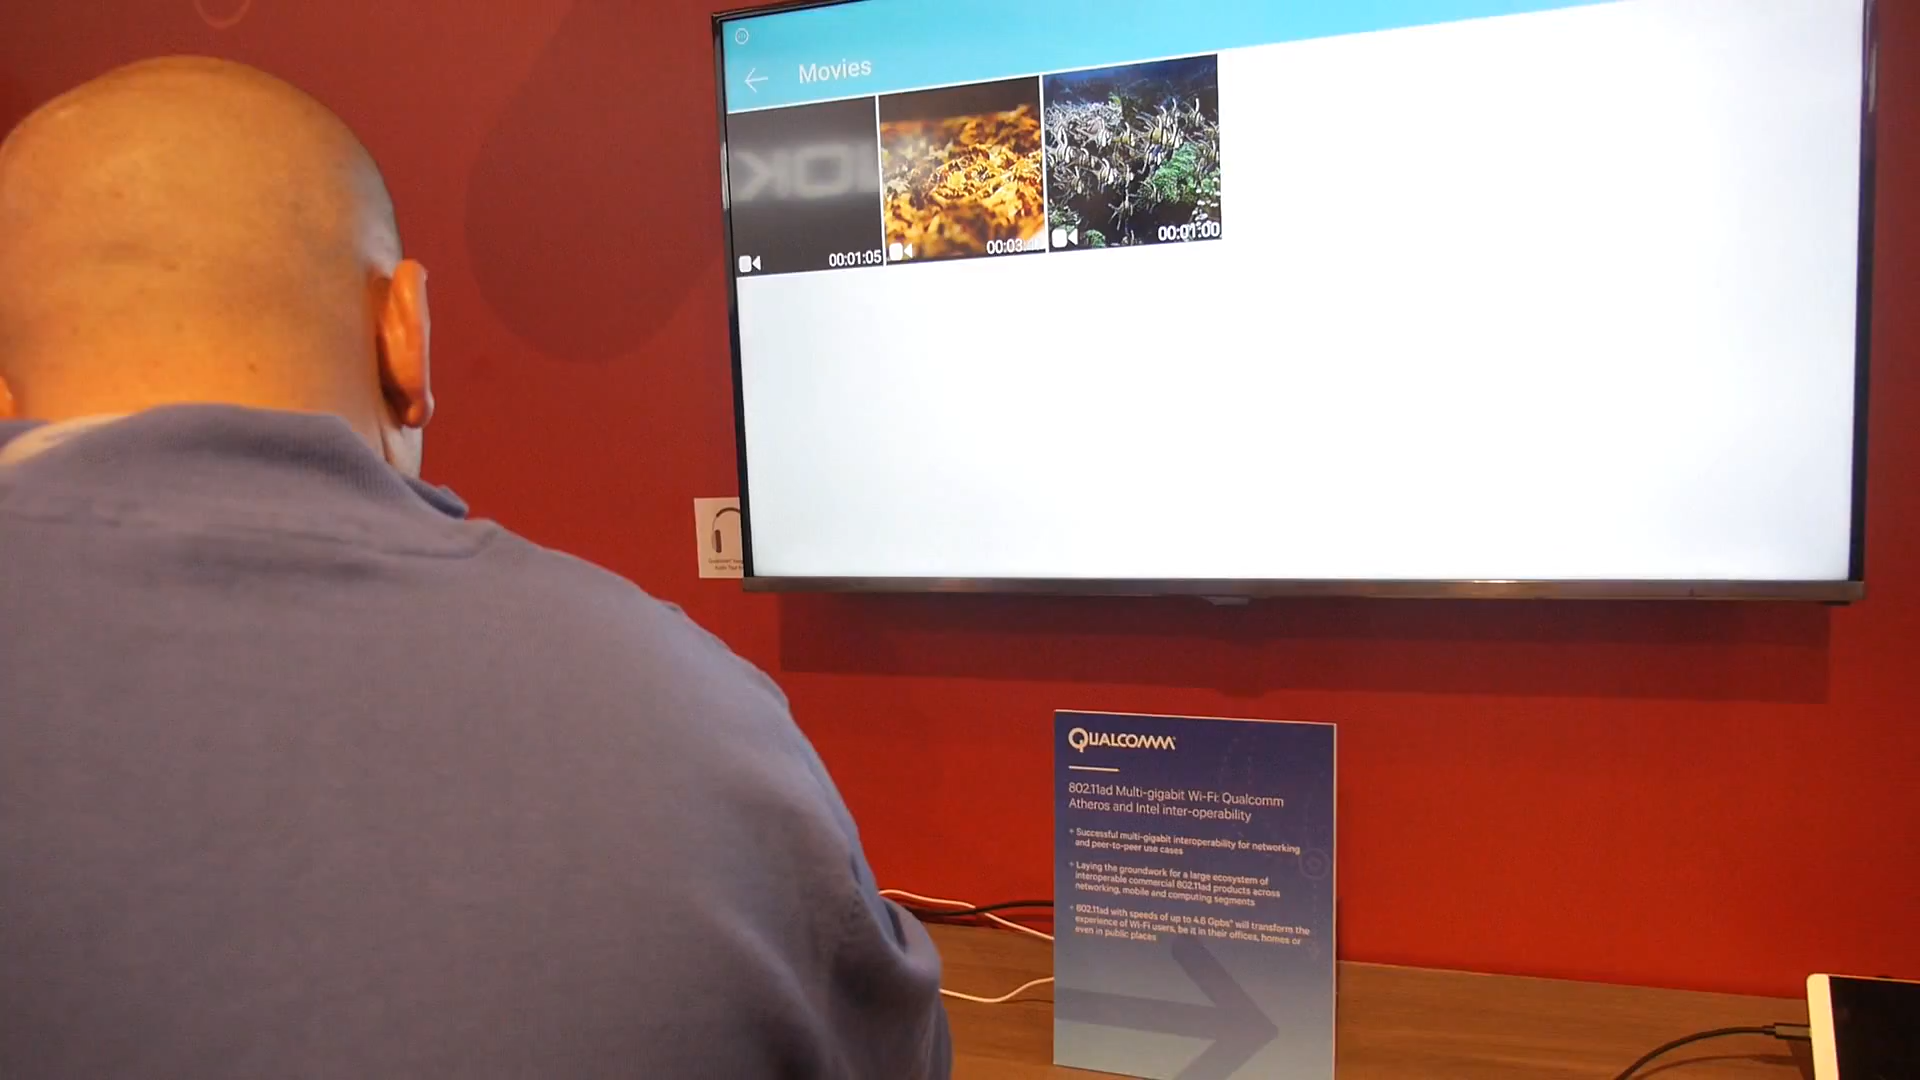 Movies
00:01:05
00:01:00
QUALCOMM
802.11ad Multi-gigabit Wi-Fi: Qualcomm
Atheros and Intel inter-operability
+ Successful multi-gigabit interoperability for networking
and peer-to-peer use cases
+ Laying the groundwork for a large ecosystem of
interoperable commercial 802.11ad products across
networking, mobile and computing segments
+ 802.11ad with speeds of up to 4.6 Gpbs* will transform the
experience of Wi-Fi users, be it in their offices, homes or
even in public places